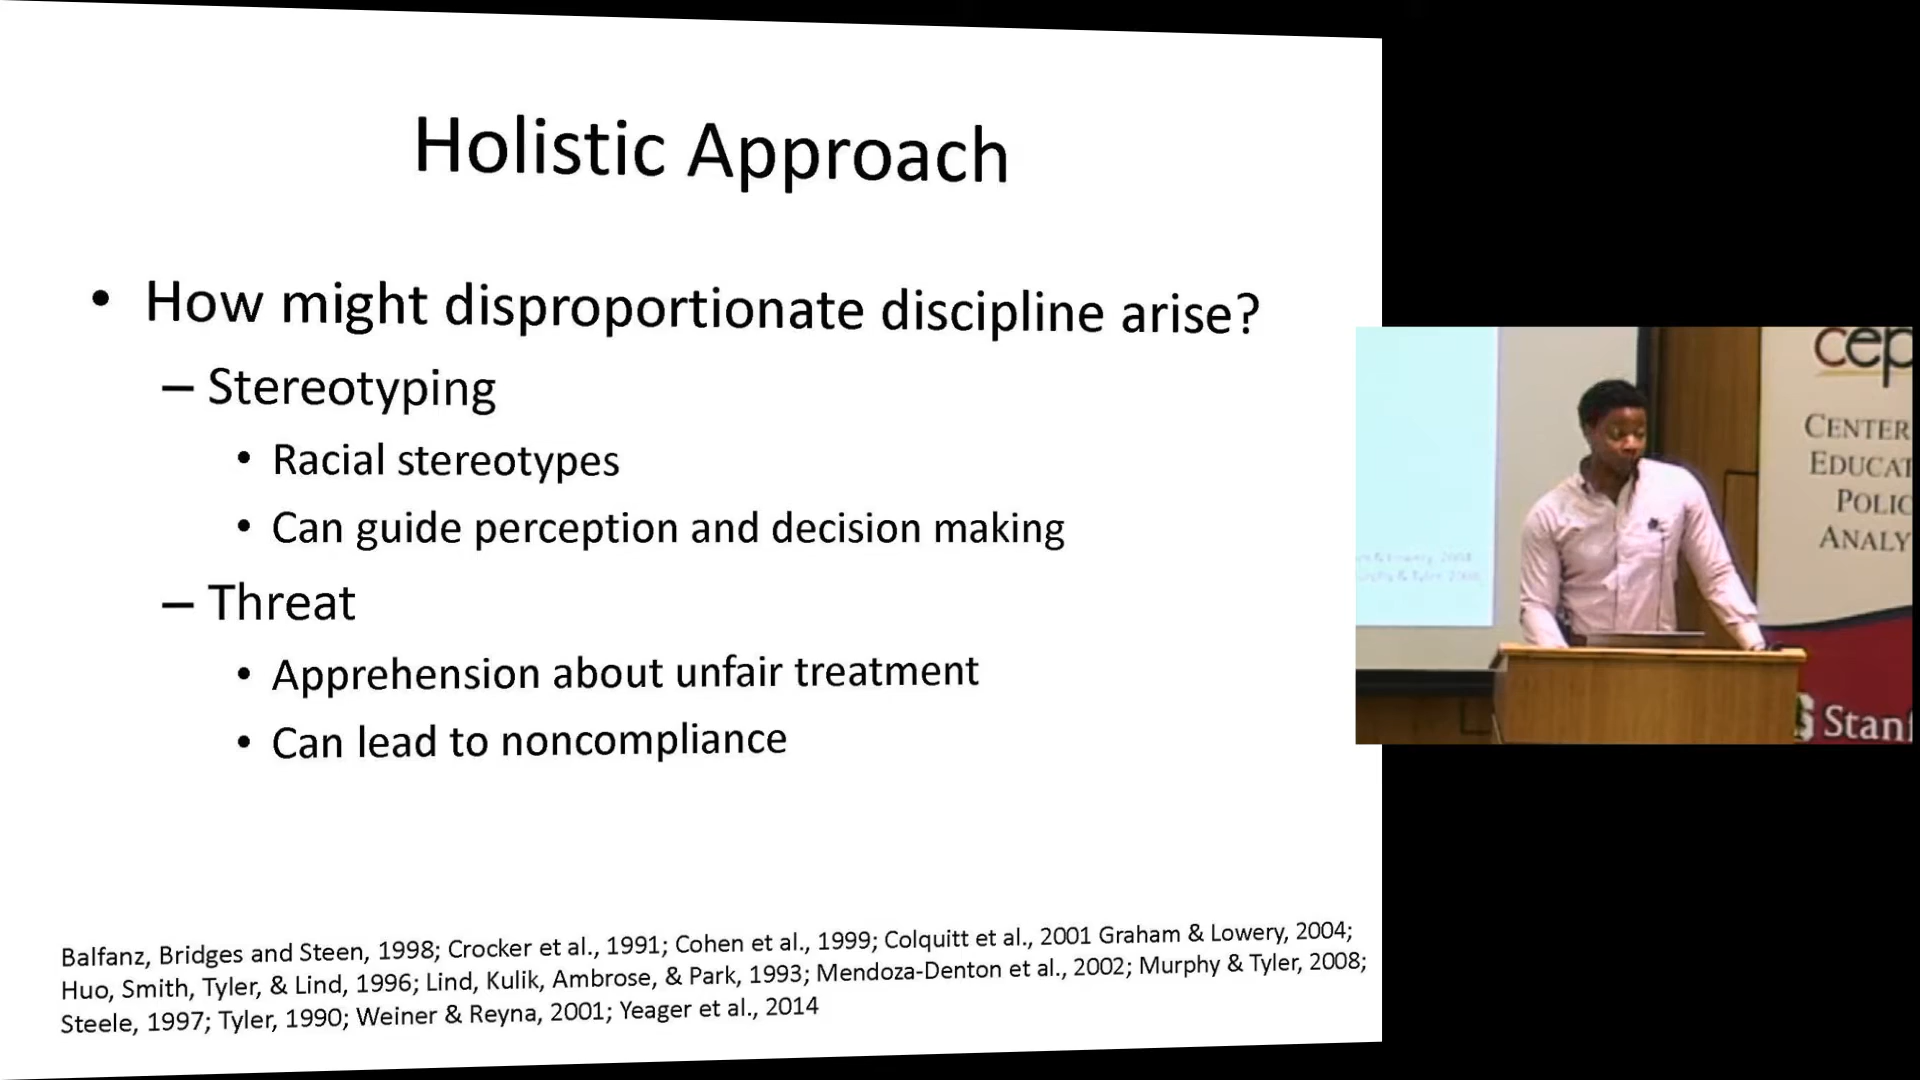 Holistic Approach
• How might disproportionate discipline arise?
– Stereotyping
• Racial stereotypes
• Can guide perception and decision making
– Threat
• Apprehension about unfair treatment
• Can lead to noncompliance
Balfanz, Bridges and Steen, 1998; Crocker et al., 1991; Cohen et al., 1999; Colquitt et al., 2001 Graham & Lowery, 2004;
Huo, Smith, Tyler, & Lind, 1996; Lind, Kulik, Ambrose, & Park, 1993; Mendoza-Denton et al., 2002; Murphy & Tyler, 2008;
Steele, 1997; Tyler, 1990; Weiner & Reyna, 2001; Yeager et al., 2014
cep
CENTER
EDUCAT
POLIC
ANALY
Stanf